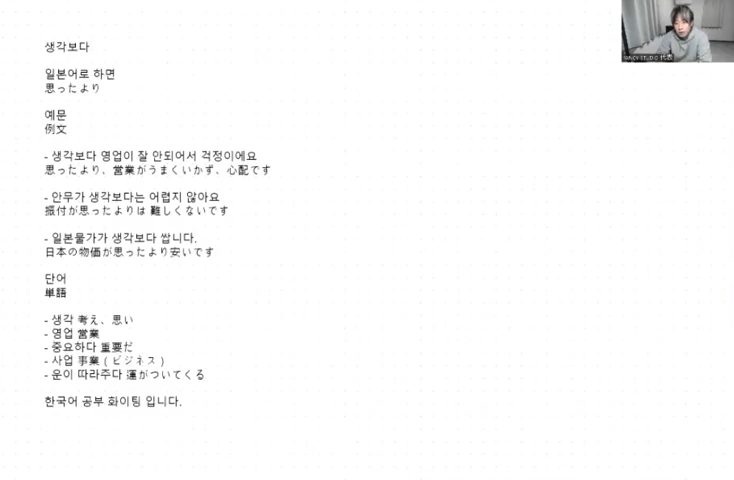 생각보다
일본어로 하면
思ったより
예문
例文
- 생각보다 영업이 잘 안되어서 걱정이에요
思ったより、営業がうまくいかず、心配です
- 안무가 생각보다는 어렵지 않아요
振付が思ったよりは 難しくないです
- 일본물가가 생각보다 쌉니다.
日本の物価が思ったより安いです
단어
単語
- 생각 考え、思い
- 영업 営業
- 중요하다 重要だ
- 사업 事業 ( ビジネス )
- 운이 따라주다 運がついてくる
한국어 공부 화이팅 입니다.
代表